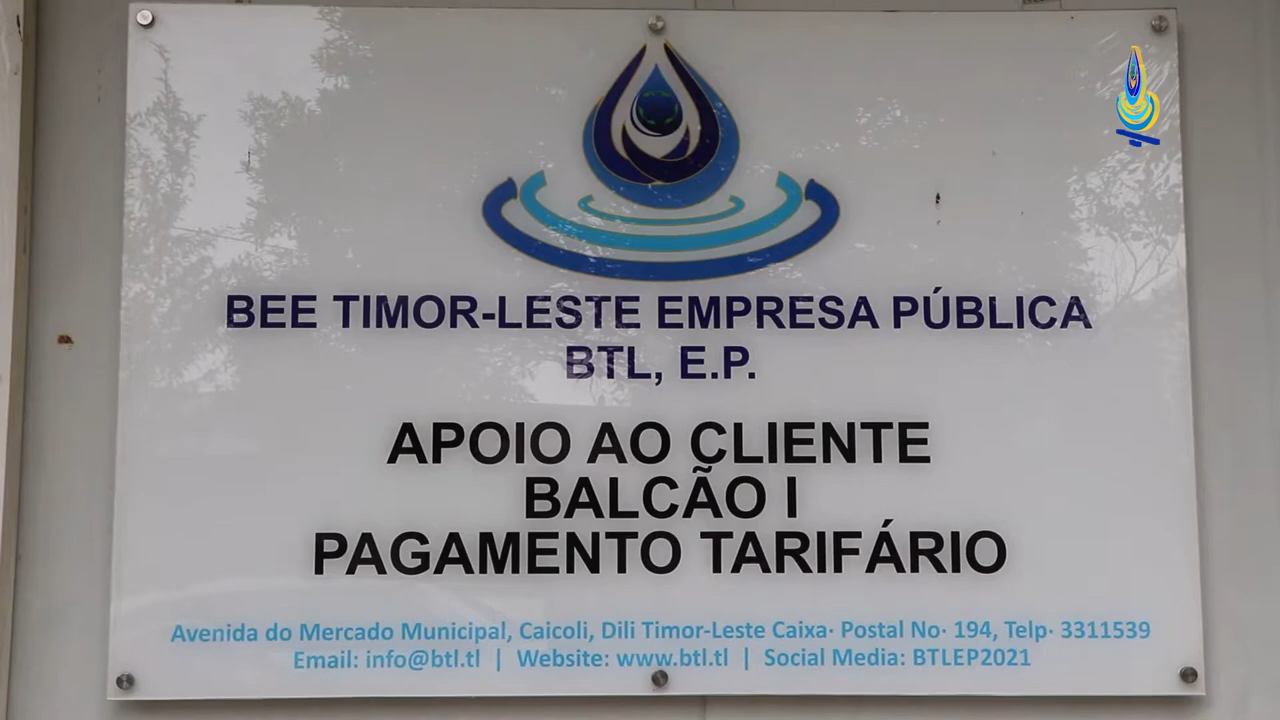 BEE TIMOR-LESTE EMPRESA PÚBLICA
BTL, E.P.
APOIO AO CLIENTE
BALCÃO I
PAGAMENTO TARIFÁRIO
Avenida do Mercado Municipal, Caicoli, Dili Timor-Leste Caixa· Postal No· 194, Telp· 3311539
Email: info@btl.tl | Website: www.btl.tl | Social Media: BTLEP2021